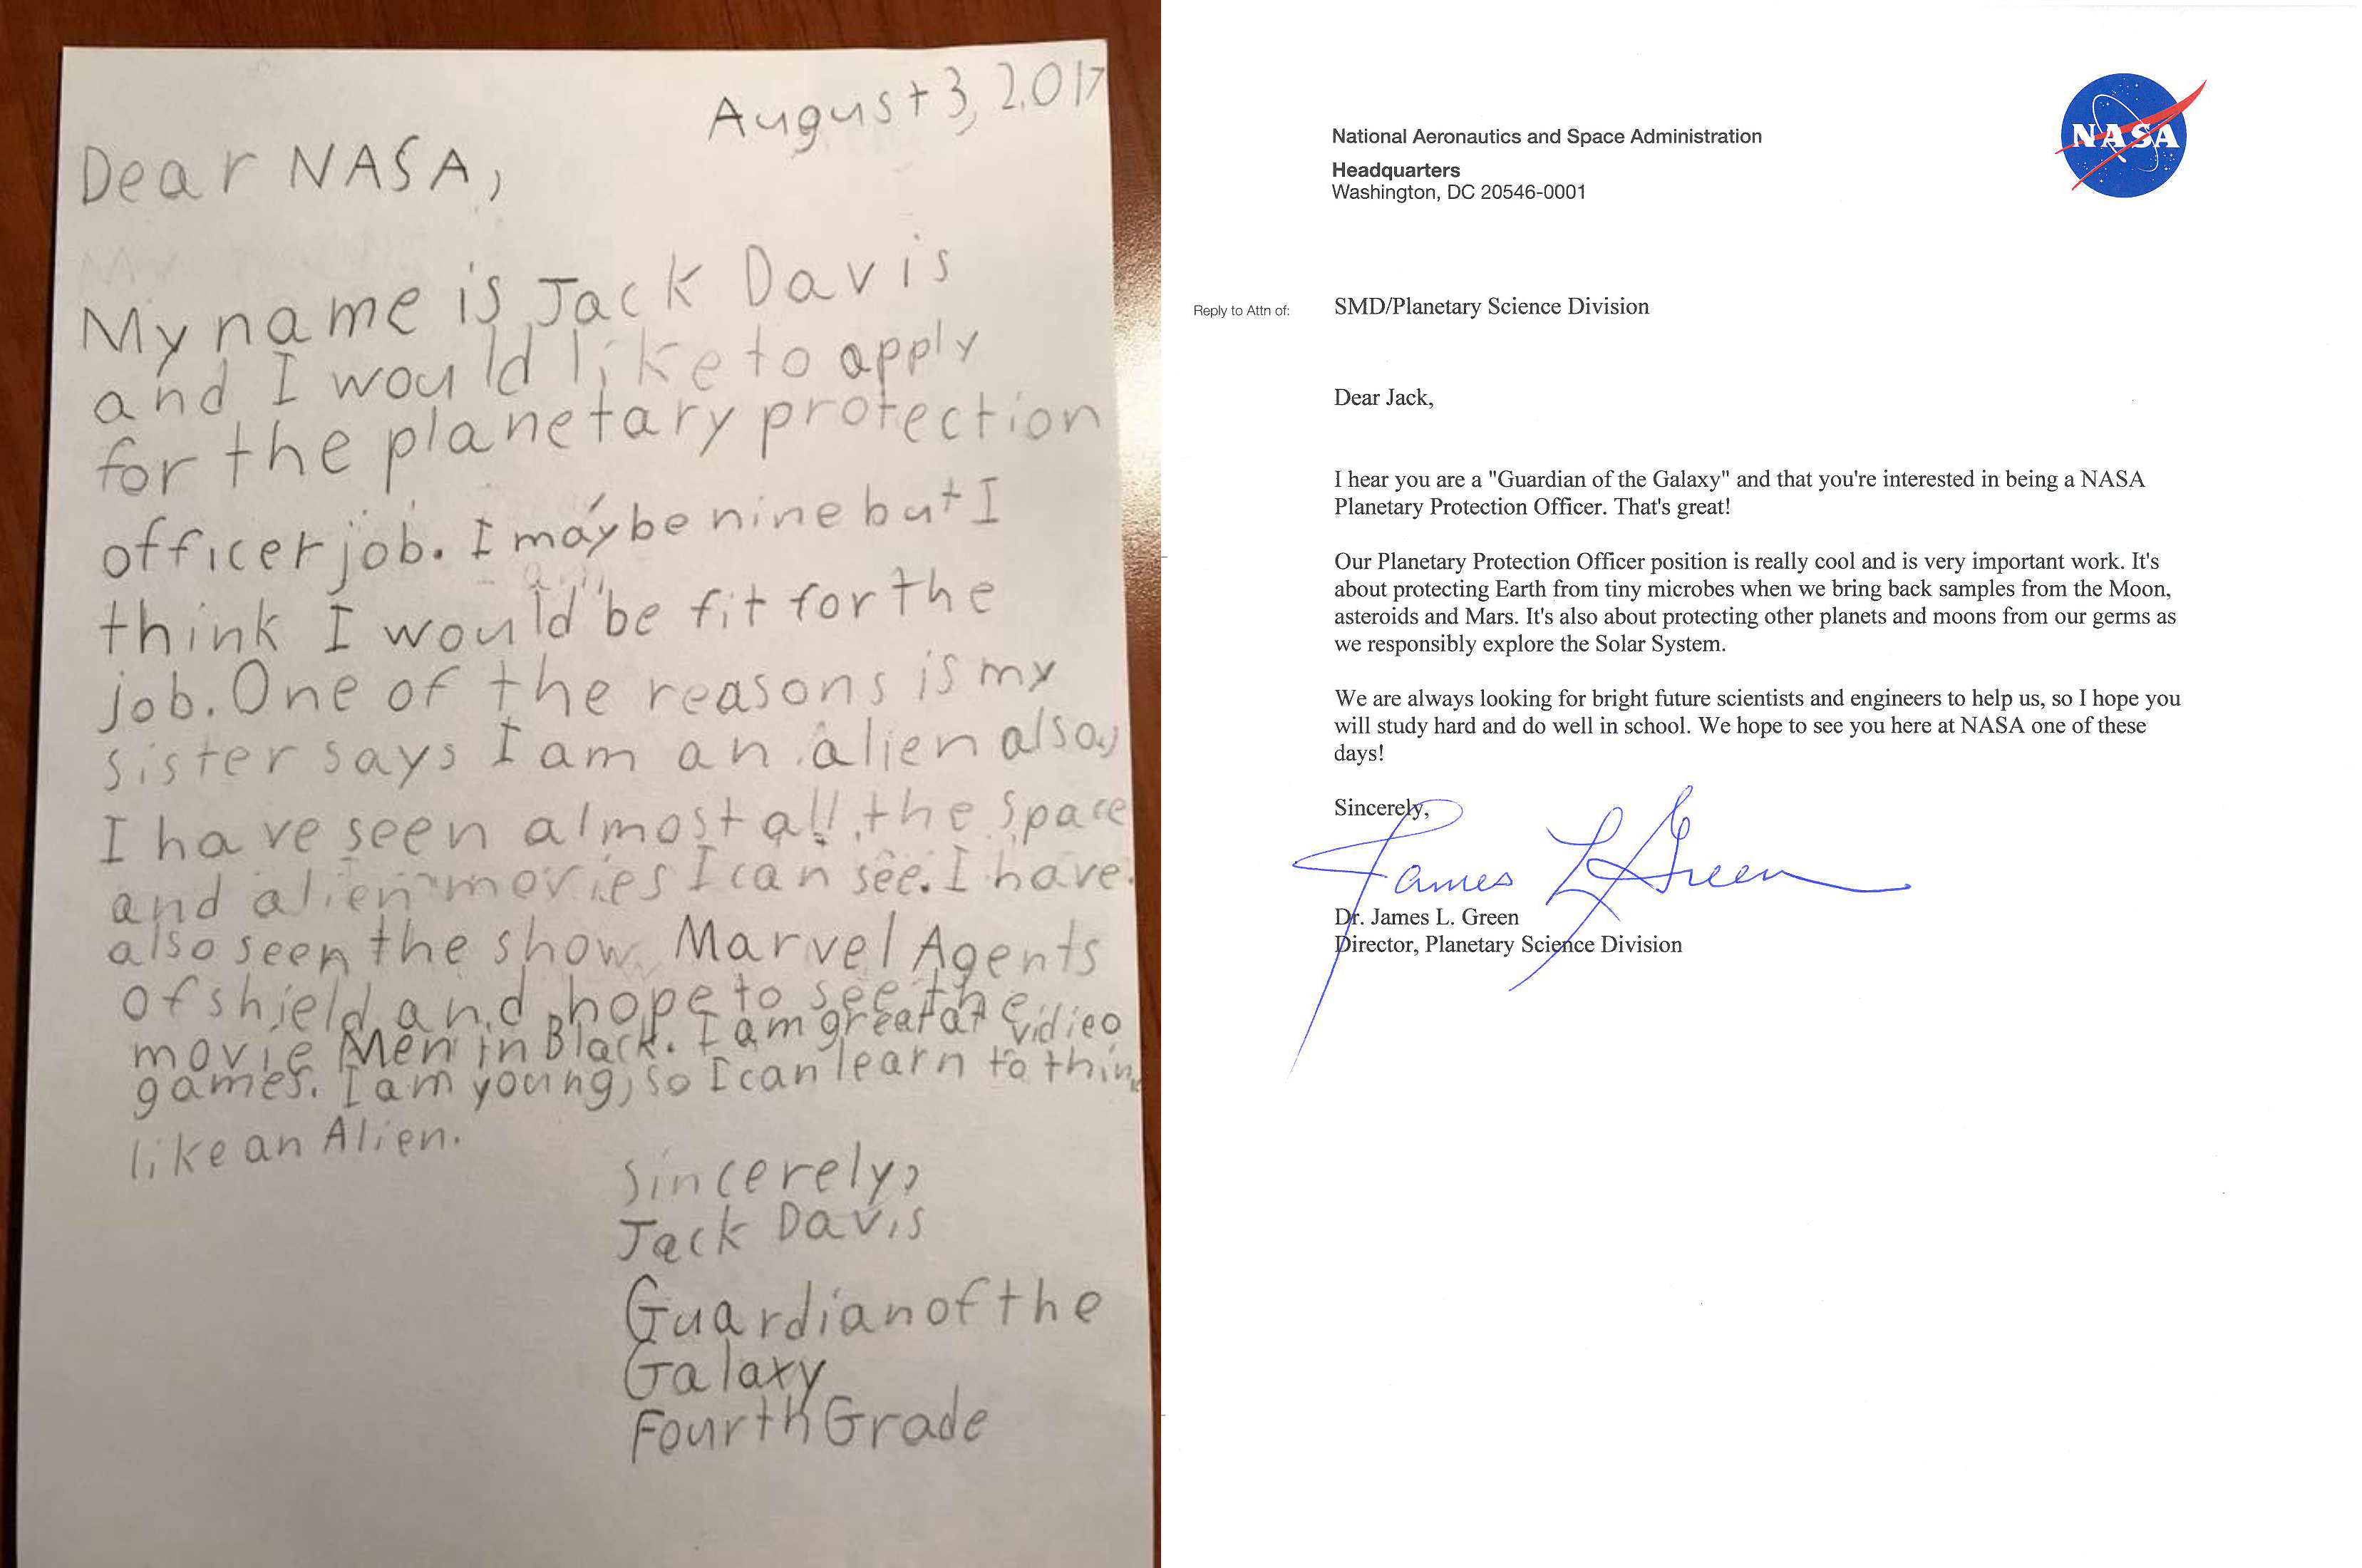 August 3, 2017
Dear NASA,
My name is Jack Davis
and I would like to apply
for the planetary protection
officer job. I may be nine but I
think I would be fit for the
job. One of the reasons is my
sister says I am an alien also,
I have seen almost all the space
and alien movies I can see. I have
also seen the show Marvel Agents
of shield and hope to see the
movie Men in Black. I am great at vidieo
games. I am young, so I can learn to think
like an Alien.
Sincerely,
Jack Davis
Guardian of the
Galaxy
Fourth Grade
NASA
National Aeronautics and Space Administration
Headquarters
Washington, DC 20546-0001
Reply to Attn of: SMD/Planetary Science Division
Dear Jack,
I hear you are a "Guardian of the Galaxy" and that you're interested in being a NASA
Planetary Protection Officer. That's great!
Our Planetary Protection Officer position is really cool and is very important work. It's
about protecting Earth from tiny microbes when we bring back samples from the Moon,
asteroids and Mars. It's also about protecting other planets and moons from our germs as
we responsibly explore the Solar System.
We are always looking for bright future scientists and engineers to help us, so I hope you
will study hard and do well in school. We hope to see you here at NASA one of these
days!
Sincerely,
James L Green
Dr. James L. Green
Director, Planetary Science Division